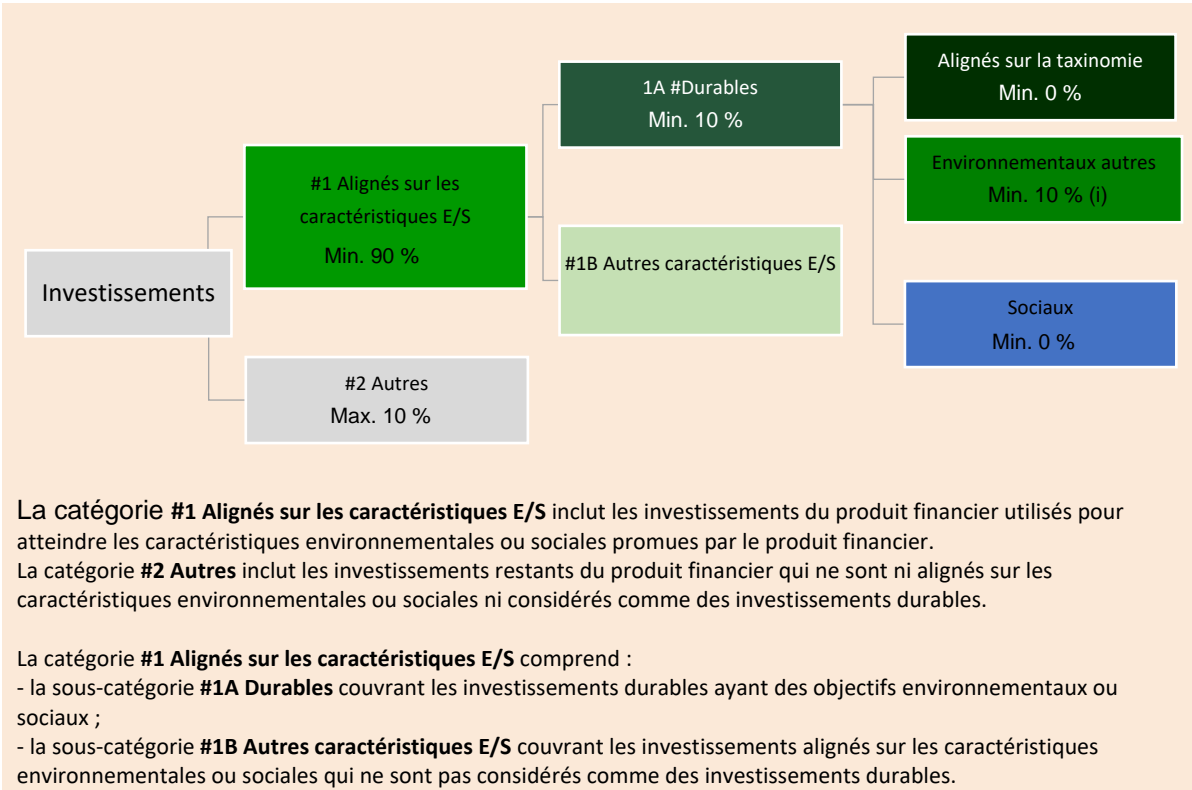 Investissements
#1 Alignés sur les
caractéristiques E/S
Min. 90 %
#2 Autres
Max. 10 %
1A #Durables
Min. 10 %
#1B Autres caractéristiques E/S
Alignés sur la taxinomie
Min. 0 %
Environnementaux autres
Min. 10 % (i)
Sociaux
Min. 0 %
La catégorie #1 Alignés sur les caractéristiques E/S inclut les investissements du produit financier utilisés pour
atteindre les caractéristiques environnementales ou sociales promues par le produit financier.
La catégorie #2 Autres inclut les investissements restants du produit financier qui ne sont ni alignés sur les
caractéristiques environnementales ou sociales ni considérés comme des investissements durables.
La catégorie #1 Alignés sur les caractéristiques E/S comprend :
- la sous-catégorie #1A Durables couvrant les investissements durables ayant des objectifs environnementaux ou
sociaux ;
- la sous-catégorie #1B Autres caractéristiques E/S couvrant les investissements alignés sur les caractéristiques
environnementales ou sociales qui ne sont pas considérés comme des investissements durables.